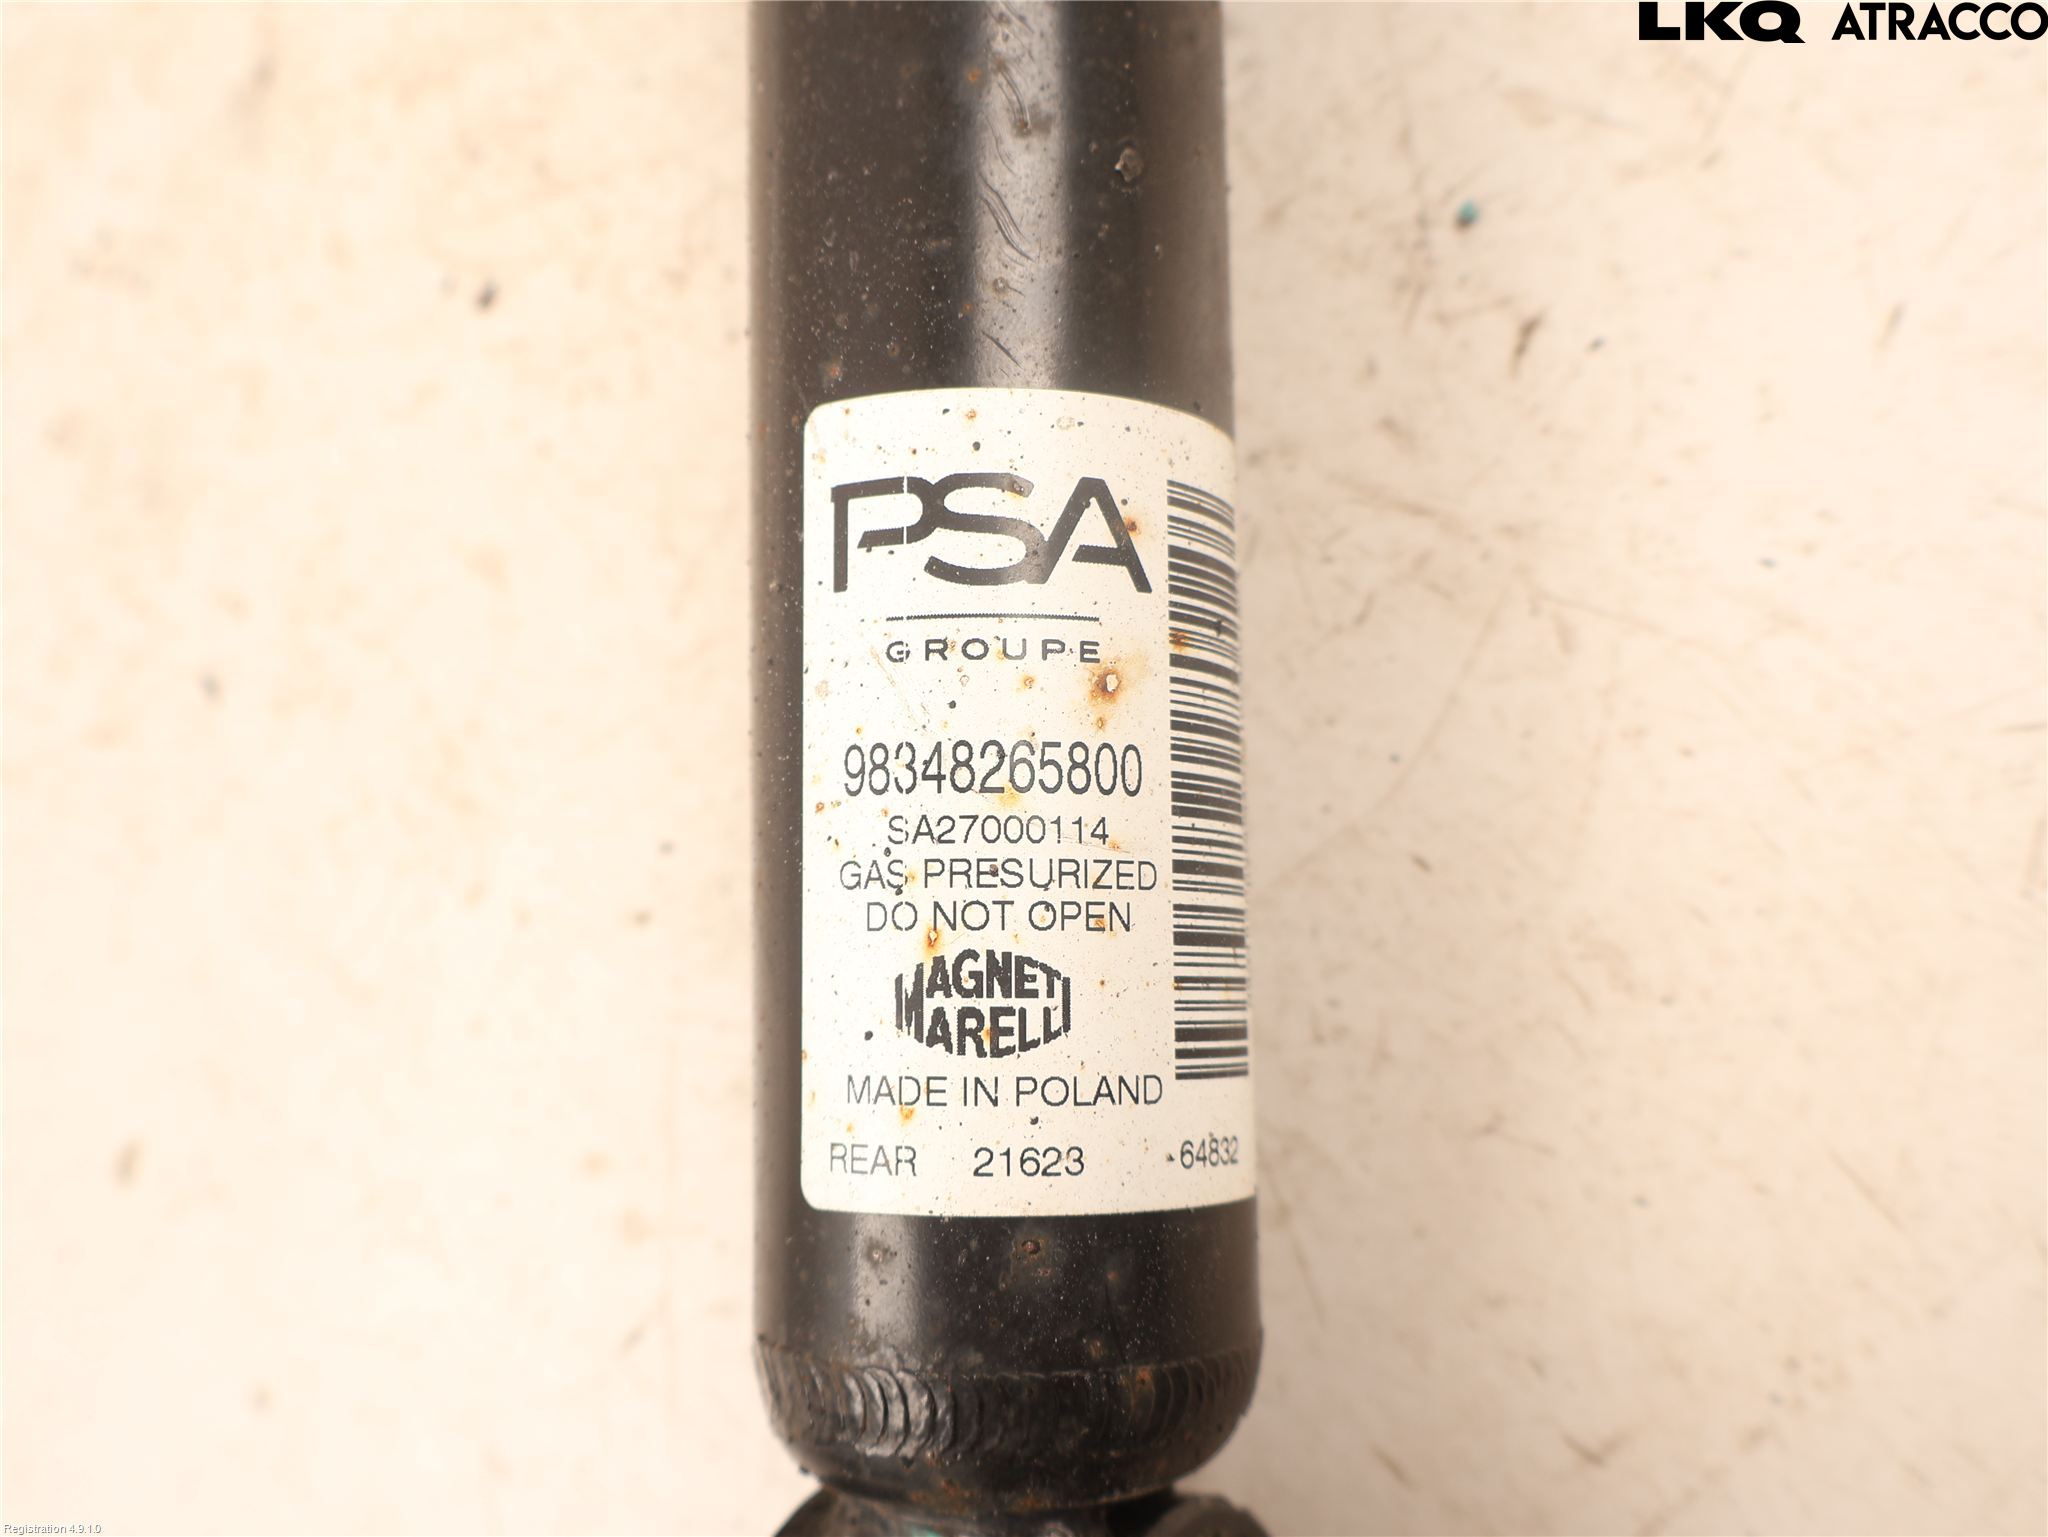 LKQ ATRACCO
PSA
GROUPE
98348265800
SA27000114
GAS PRESURIZED
DO NOT OPEN
MAGNETI
MARELLI
MADE IN POLAND
REAR 21623 -64832
Registration 4.9.1.0